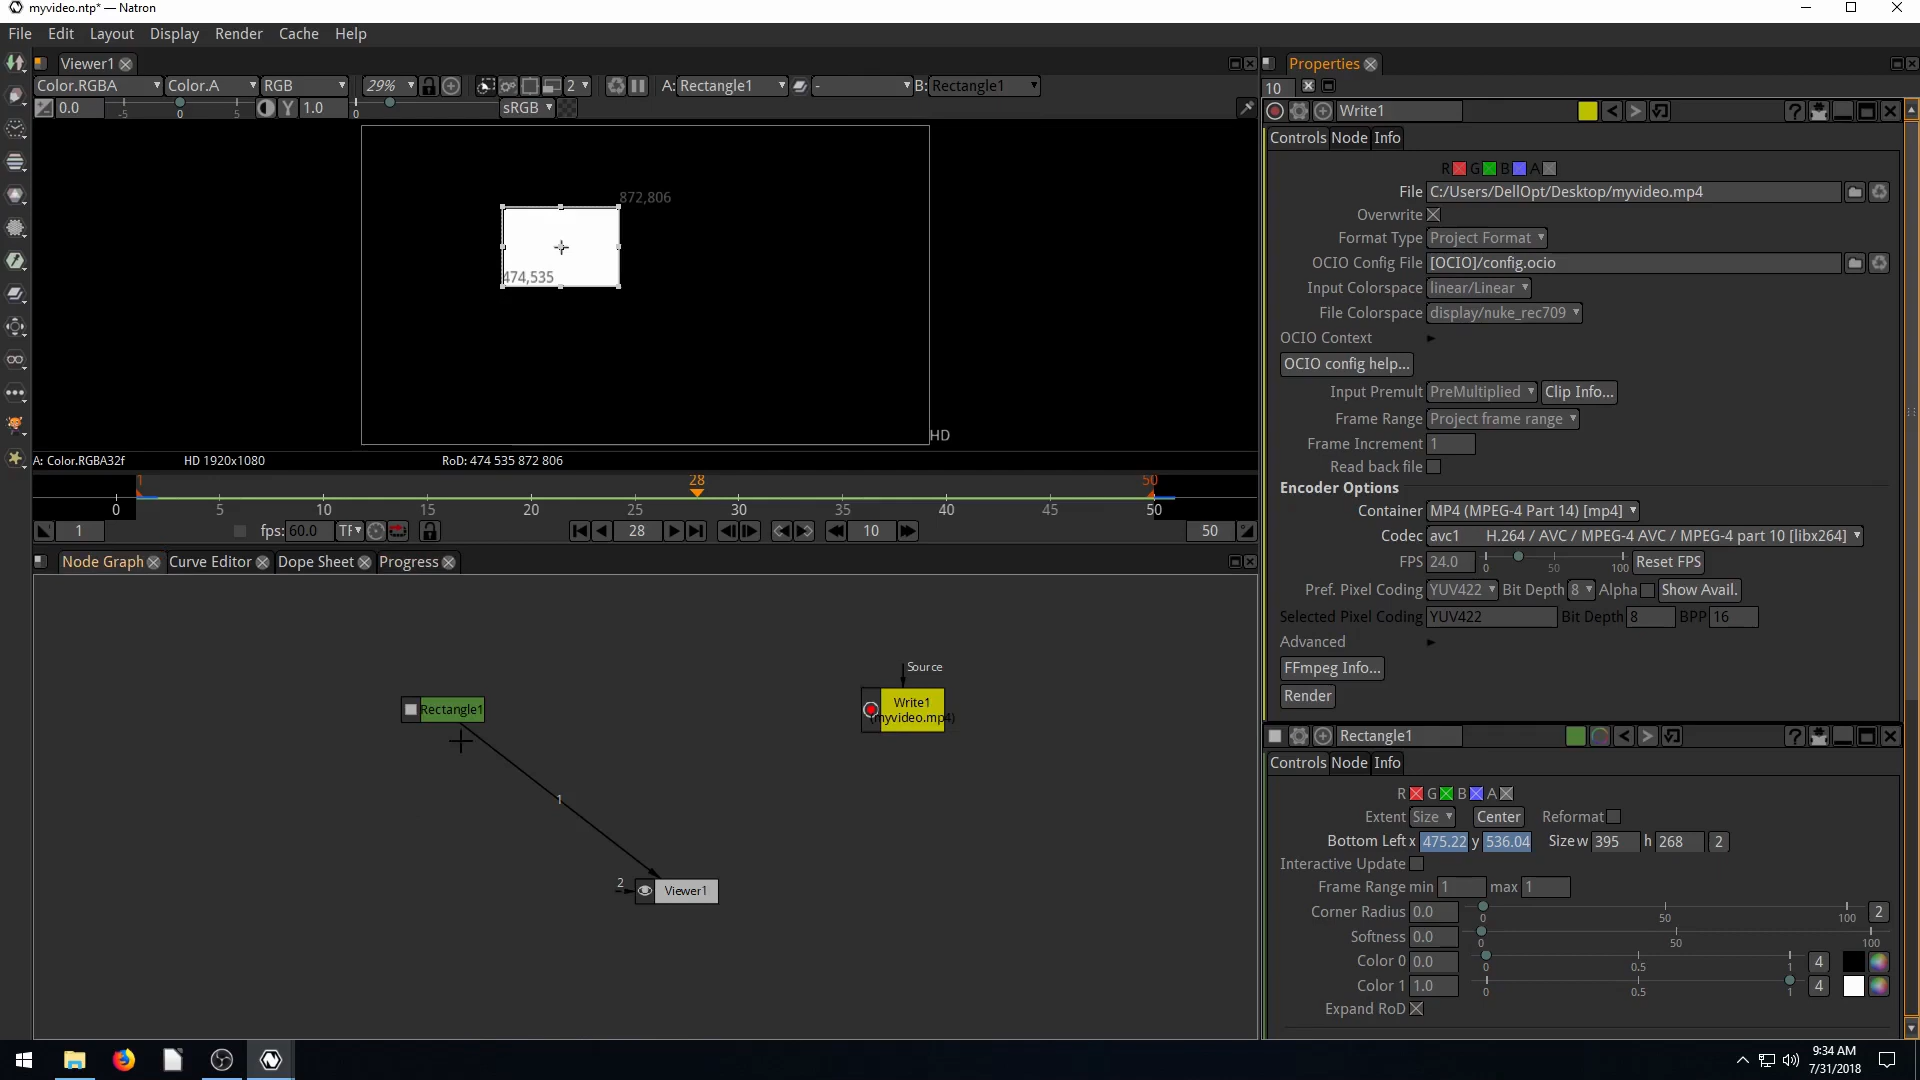 myvideo.ntp* — Natron
File Edit Layout Display Render Cache Help
Viewer1
Color.RGBA Color.A RGB 29% 2 A: Rectangle1 - B: Rectangle1
0.0 -5 0 5 Y 1.0 0 sRGB
872,806
474,535
HD
A: Color.RGBA32f HD 1920x1080 RoD: 474 535 872 806
1 28 50
0 5 10 15 20 25 30 35 40 45 50
1 fps: 60.0 TF 28 10 50
Node Graph Curve Editor Dope Sheet Progress
Source
Write1
(myvideo.mp4)
Rectangle1
1
2
Viewer1
Properties
10
Write1 ?
Controls Node Info
R G B A
File C:/Users/DellOpt/Desktop/myvideo.mp4
Overwrite
Format Type Project Format
OCIO Config File [OCIO]/config.ocio
Input Colorspace linear/Linear
File Colorspace display/nuke_rec709
OCIO Context
OCIO config help...
Input Premult PreMultiplied Clip Info...
Frame Range Project frame range
Frame Increment 1
Read back file
Encoder Options
Container MP4 (MPEG-4 Part 14) [mp4]
Codec avc1 H.264 / AVC / MPEG-4 AVC / MPEG-4 part 10 [libx264]
FPS 24.0 0 50 100 Reset FPS
Pref. Pixel Coding YUV422 Bit Depth 8 Alpha Show Avail.
Selected Pixel Coding YUV422 Bit Depth 8 BPP 16
Advanced
FFmpeg Info...
Render
Rectangle1 ?
Controls Node Info
R G B A
Extent Size Center Reformat
Bottom Left x 475.22 y 536.04 Size w 395 h 268 2
Interactive Update
Frame Range min 1 max 1
Corner Radius 0.0 0 50 100 2
Softness 0.0 0 50 100
Color 0 0.0 0 0.5 1 4
Color 1 1.0 0 0.5 1 4
Expand RoD
9:34 AM
7/31/2018